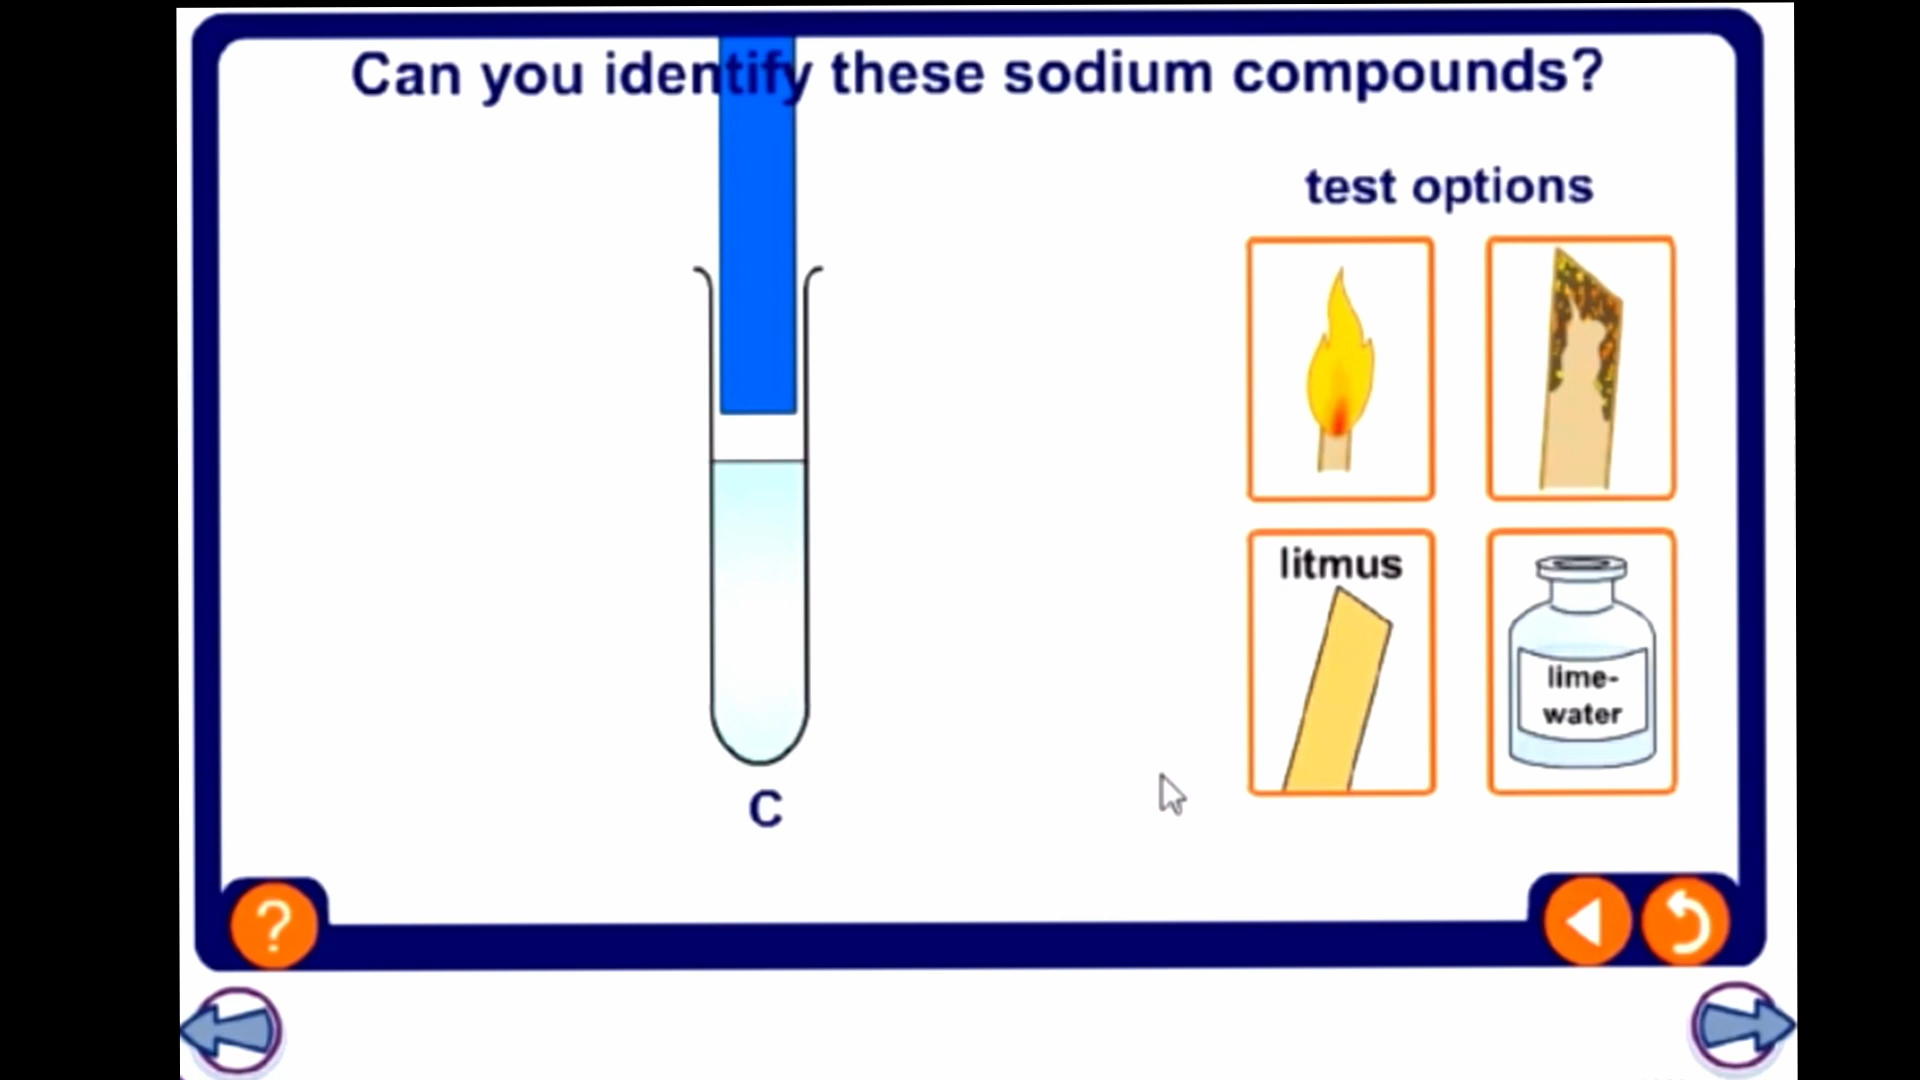 Can you identify these sodium compounds?
test options
litmus
lime-
water
C
?